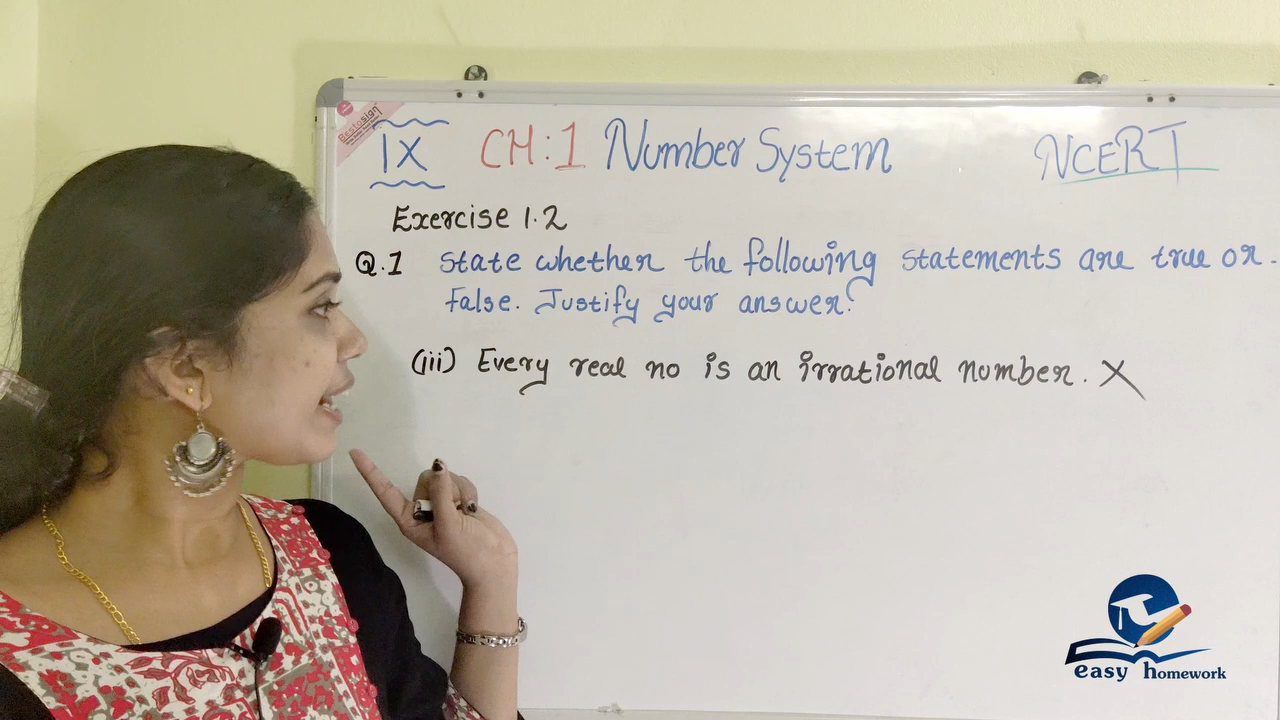 Bestosign
IX CH:1 Number System NCERT
Exercise 1.2
Q.1 State whether the following statements are true or.
false. Justify your answer?
(iii) Every real no is an irrational number. X
easy homework